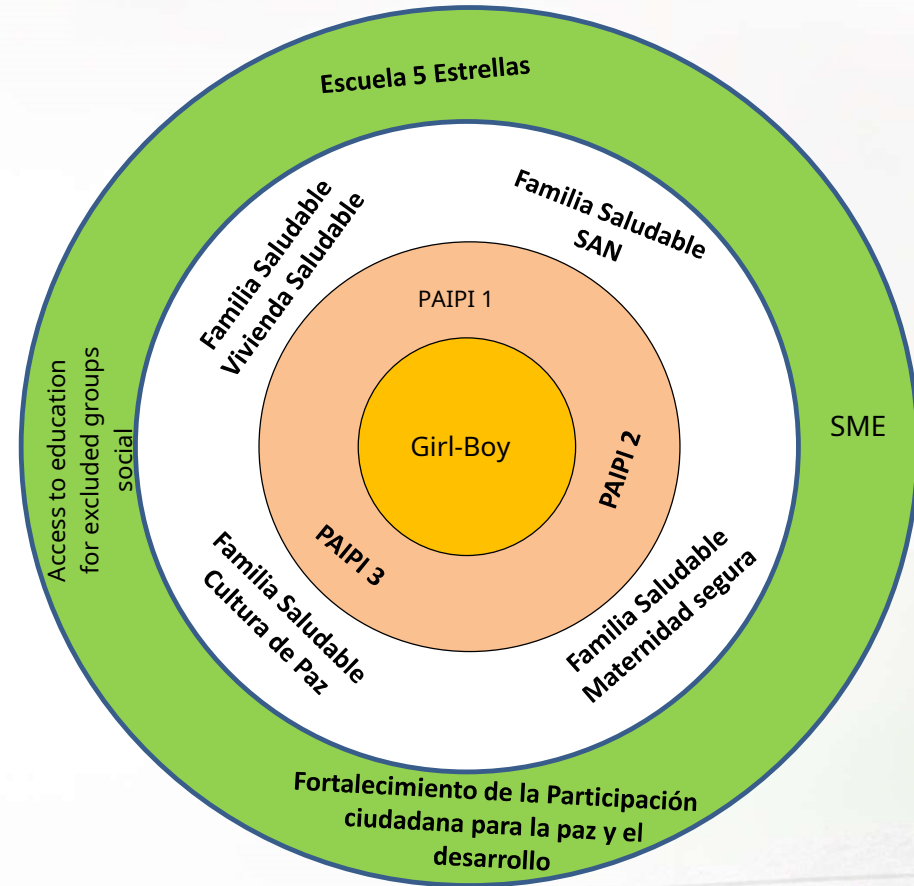 Escuela 5 Estrellas
Familia Saludable
Vivienda Saludable
Familia Saludable
SAN
PAIPI 1
Access to education
for excluded groups
social
Girl-Boy
PAIPI 2
SME
PAIPI 3
Familia Saludable
Cultura de Paz
Familia Saludable
Maternidad segura
Fortalecimiento de la Participación
ciudadana para la paz y el
desarrollo